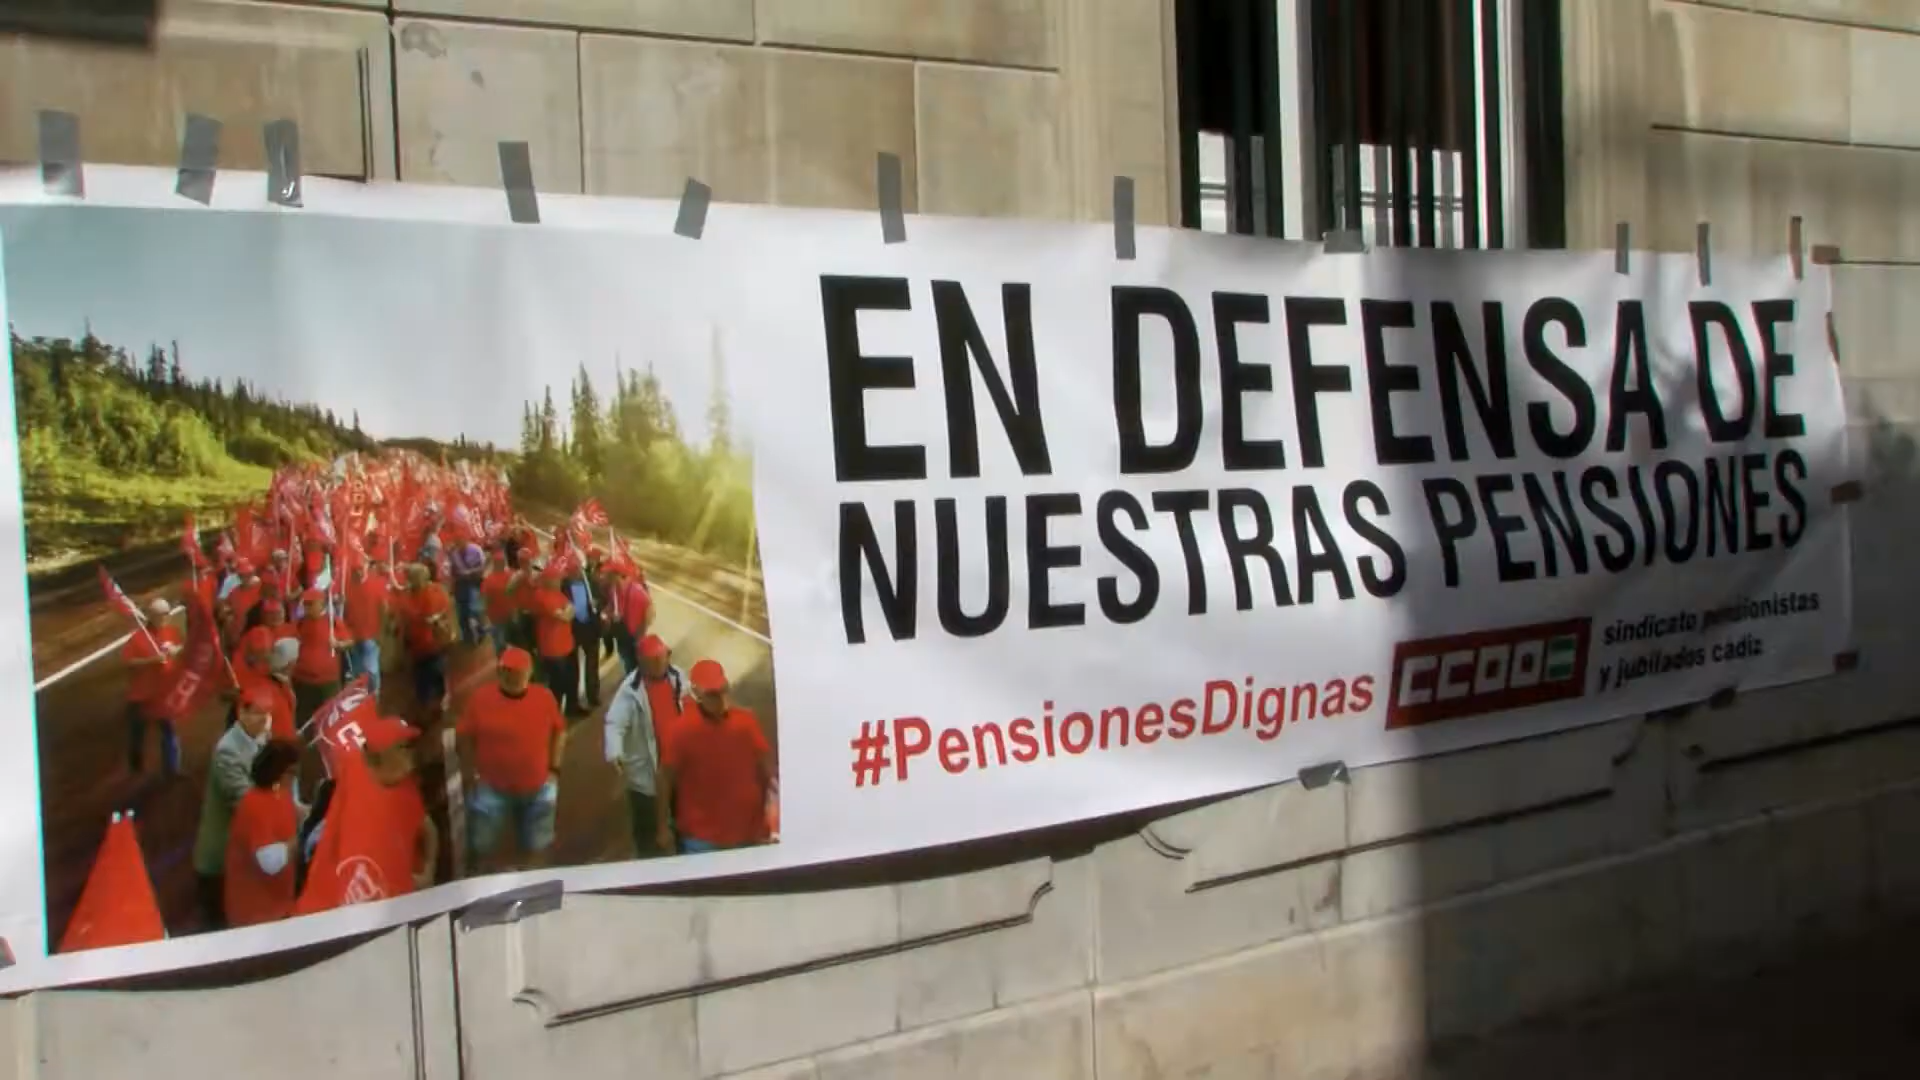 EN DEFENSA DE
NUESTRAS PENSIONES
#PensionesDignas
CCOO
sindicato pensionistas
y jubilados cadiz